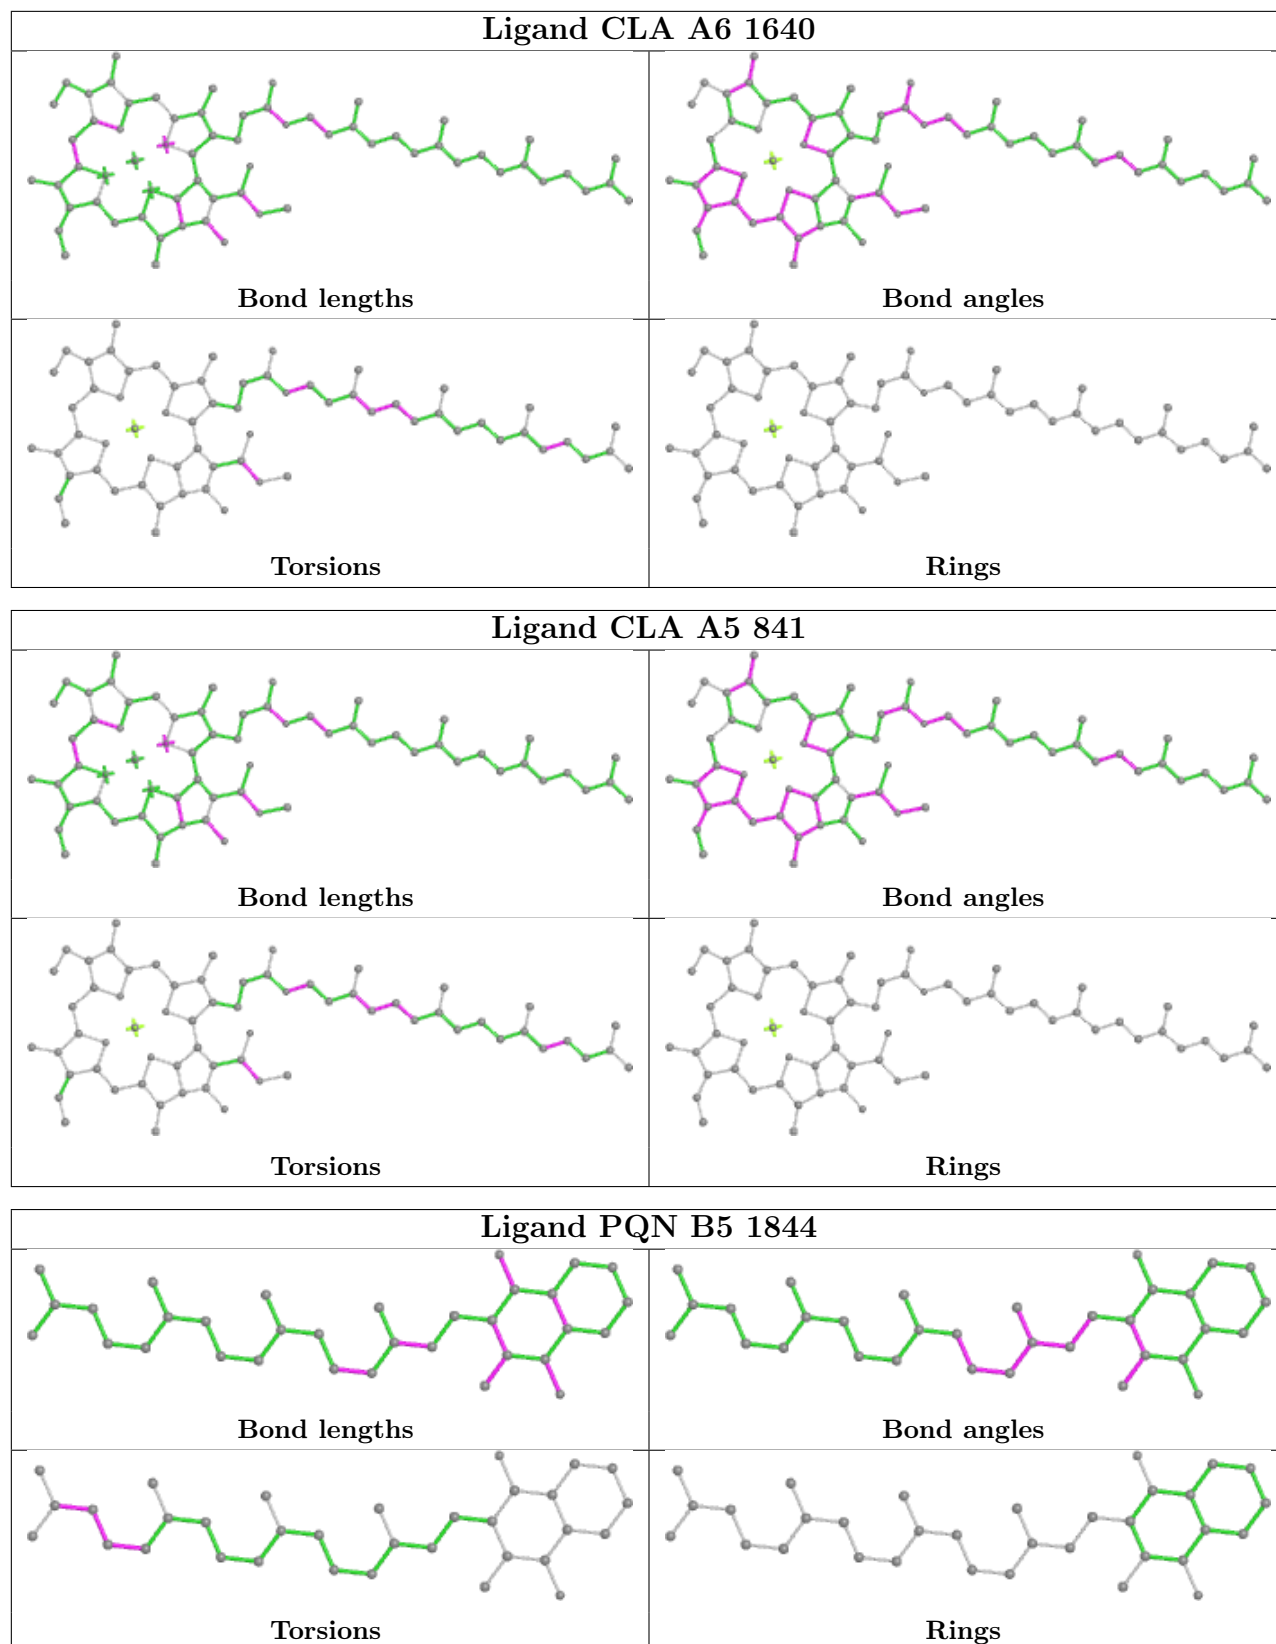 Ligand CLA A6 1640
Bond lengths
Bond angles
Torsions
Rings
Ligand CLA A5 841
Bond lengths
Bond angles
Torsions
Rings
Ligand PQN B5 1844
Bond lengths
Bond angles
Torsions
Rings